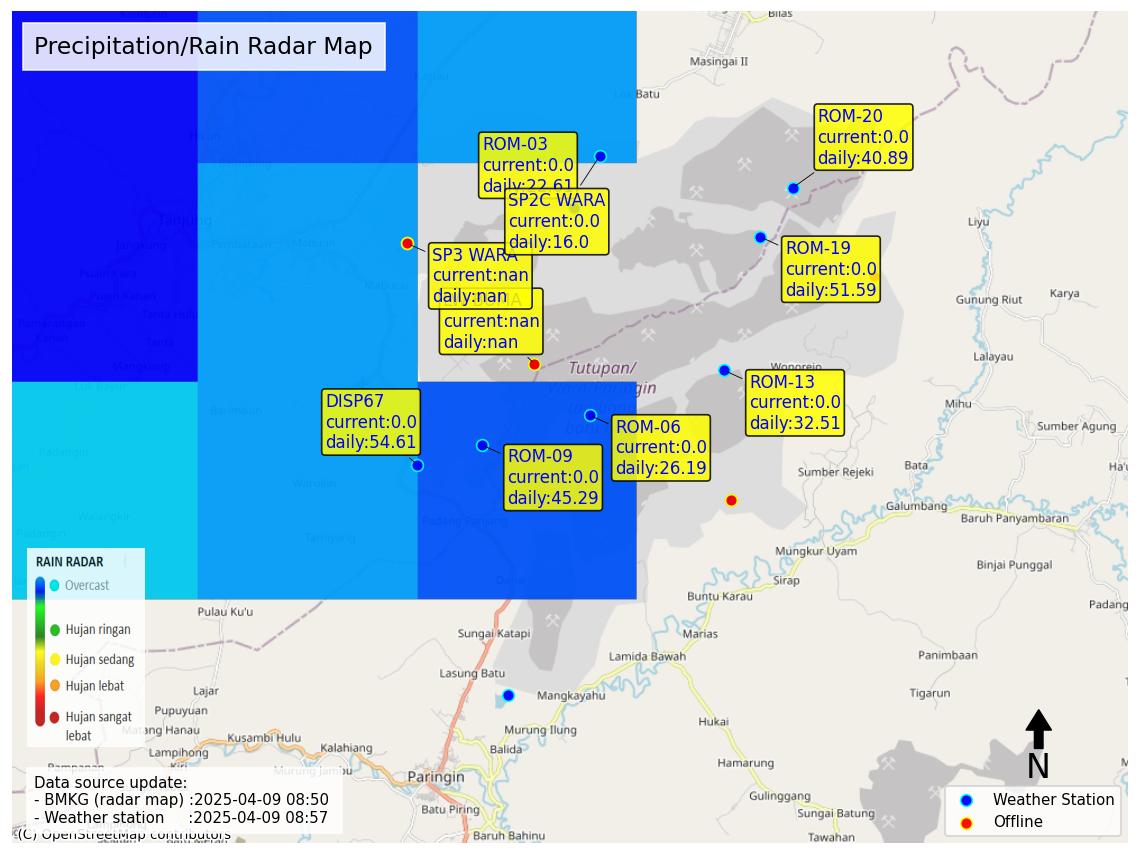 Precipitation/Rain Radar Map
Bilas
Masingai II
Batu
ROM-03
current:0.0
daily:22.61
SP2C WARA
current:0.0
daily:16.0
ROM-20
current:0.0
daily:40.89
ROM-19
current:0.0
daily:51.59
SP3 WARA
current:nan
daily:nan
current:nan
daily:nan
Tanjung
Liyu
Gunung Riut
Karya
Lalayau
Mihu
Sumber Agung
Bata
Sumber Rejeki
Galumbang
Baruh Panyambaran
Mungkur Uyam
Binjai Punggal
Sirap
Padang
Wonorejo
Tutupan/
ROM-13
current:0.0
daily:32.51
DISP67
current:0.0
daily:54.61
ROM-06
current:0.0
daily:26.19
ROM-09
current:0.0
daily:45.29
Buntu Karau
Marias
Lamida Bawah
Panimbaan
Tigarun
Hukai
Hamarung
Gulinggang
Sungai Batung
Tawahan
Pulau Ku'u
Sungai Katapi
Lasung Batu
Mangkayahu
Murung Ilung
Balida
Paringin
Batu Piring
Baruh Bahinu
Lajar
Pupuyuan
Matang Hanau
Lampihong
Kusambi Hulu
Kalahiang
Murung Jambu
RAIN RADAR
Overcast
Hujan ringan
Hujan sedang
Hujan lebat
Hujan sangat
lebat
Data source update:
- BMKG (radar map) :2025-04-09 08:50
- Weather station :2025-04-09 08:57
(C) OpenStreetMap contributors
N
Weather Station
Offline